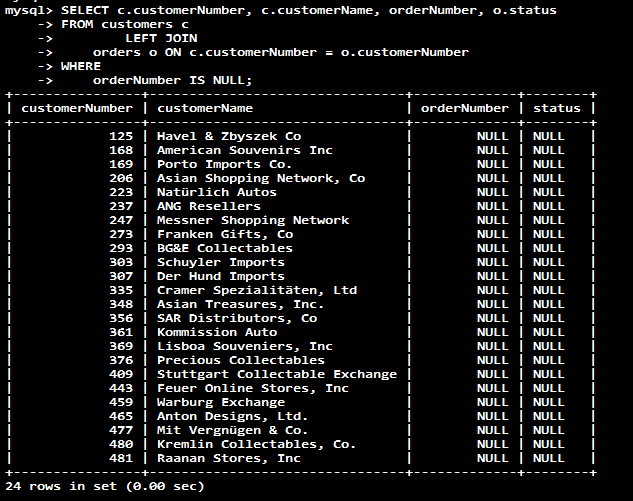 mysql> SELECT c.customerNumber, c.customerName, orderNumber, o.status
    -> FROM customers c
    ->         LEFT JOIN
    ->     orders o ON c.customerNumber = o.customerNumber
    -> WHERE
    ->     orderNumber IS NULL;
+----------------+--------------------------------+-------------+--------+
| customerNumber | customerName                   | orderNumber | status |
+----------------+--------------------------------+-------------+--------+
|            125 | Havel & Zbyszek Co             |        NULL | NULL   |
|            168 | American Souvenirs Inc         |        NULL | NULL   |
|            169 | Porto Imports Co.              |        NULL | NULL   |
|            206 | Asian Shopping Network, Co     |        NULL | NULL   |
|            223 | Natürlich Autos                |        NULL | NULL   |
|            237 | ANG Resellers                  |        NULL | NULL   |
|            247 | Messner Shopping Network       |        NULL | NULL   |
|            273 | Franken Gifts, Co              |        NULL | NULL   |
|            293 | BG&E Collectables              |        NULL | NULL   |
|            303 | Schuyler Imports               |        NULL | NULL   |
|            307 | Der Hund Imports               |        NULL | NULL   |
|            335 | Cramer Spezialitäten, Ltd      |        NULL | NULL   |
|            348 | Asian Treasures, Inc.          |        NULL | NULL   |
|            356 | SAR Distributors, Co           |        NULL | NULL   |
|            361 | Kommission Auto                |        NULL | NULL   |
|            369 | Lisboa Souveniers, Inc         |        NULL | NULL   |
|            376 | Precious Collectables          |        NULL | NULL   |
|            409 | Stuttgart Collectable Exchange |        NULL | NULL   |
|            443 | Feuer Online Stores, Inc       |        NULL | NULL   |
|            459 | Warburg Exchange               |        NULL | NULL   |
|            465 | Anton Designs, Ltd.            |        NULL | NULL   |
|            477 | Mit Vergnügen & Co.            |        NULL | NULL   |
|            480 | Kremlin Collectables, Co.      |        NULL | NULL   |
|            481 | Raanan Stores, Inc             |        NULL | NULL   |
+----------------+--------------------------------+-------------+--------+
24 rows in set (0.00 sec)